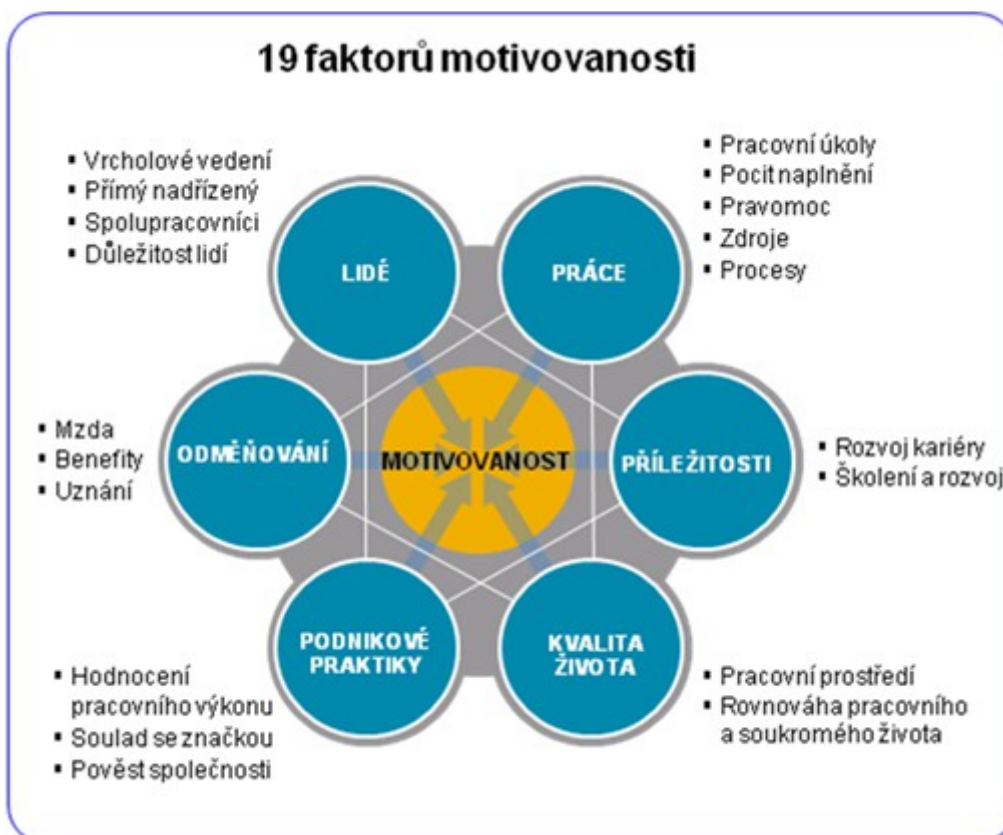 19 faktorů motivovanosti
▪ Vrcholové vedení
▪ Přímý nadřízený
▪ Spolupracovníci
▪ Důležitost lidí
▪ Pracovní úkoly
▪ Pocit naplnění
▪ Pravomoc
▪ Zdroje
▪ Procesy
LIDÉ
PRÁCE
▪ Mzda
▪ Benefity
▪ Uznání
ODMĚŇOVÁNÍ
MOTIVOVANOST
PŘÍLEŽITOSTI
▪ Rozvoj kariéry
▪ Školení a rozvoj
PODNIKOVÉ
PRAKTIKY
KVALITA
ŽIVOTA
▪ Hodnocení
pracovního výkonu
▪ Soulad se značkou
▪ Pověst společnosti
▪ Pracovní prostředí
▪ Rovnováha pracovního
a soukromého života